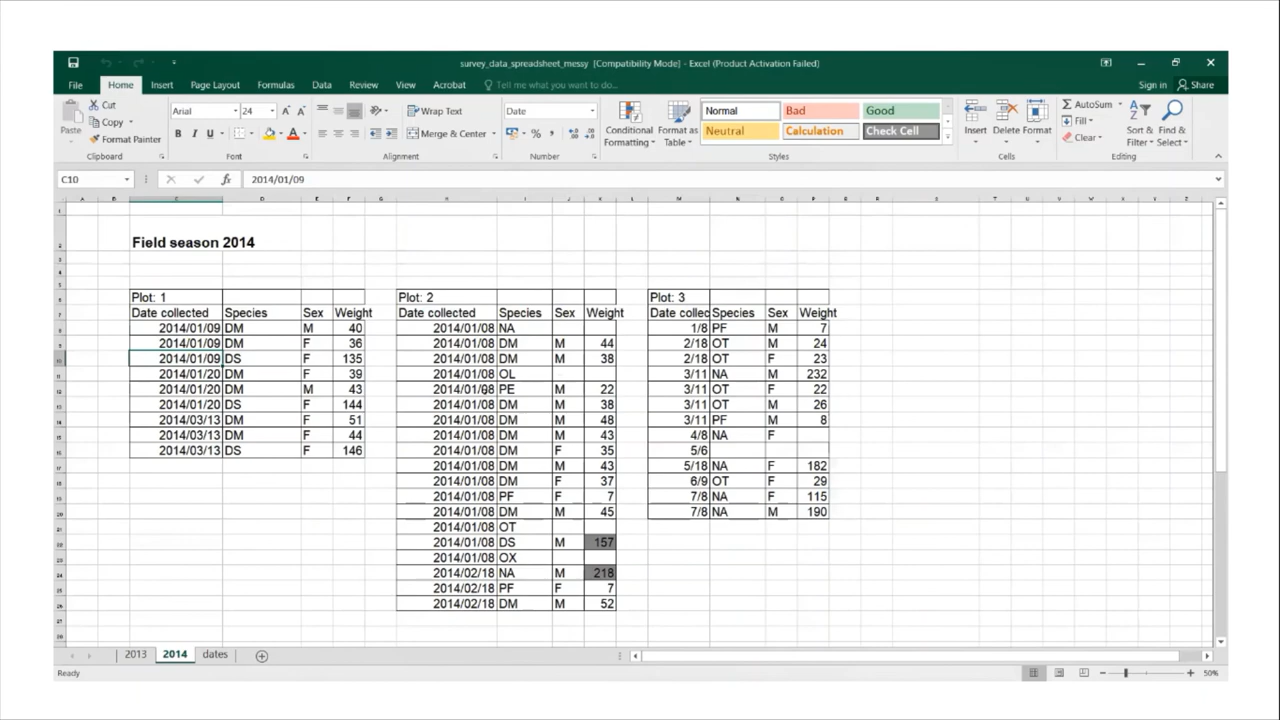 survey_data_spreadsheet_messy [Compatibility Mode] - Excel (Product Activation Failed)
File Home Insert Page Layout Formulas Data Review View Acrobat Tell me what you want to do... Sign in Share
Cut
Copy
Format Painter
Paste
Clipboard
Arial 24
B I U A
Font
Wrap Text
Merge & Center
Alignment
Date
%
Number
Conditional Formatting
Format as Table
Normal Bad Good
Neutral Calculation Check Cell
Styles
Insert Delete Format
Cells
AutoSum
Fill
Clear
Sort & Filter
Find & Select
Editing
C10 fx 2014/01/09
Field season 2014
Plot: 1
Date collected Species Sex Weight
2014/01/09 DM M 40
2014/01/09 DM F 36
2014/01/09 DS F 135
2014/01/20 DM F 39
2014/01/20 DM M 43
2014/01/20 DS F 144
2014/03/13 DM F 51
2014/03/13 DM F 44
2014/03/13 DS F 146
Plot: 2
Date collected Species Sex Weight
2014/01/08 NA
2014/01/08 DM M 44
2014/01/08 DM M 38
2014/01/08 OL
2014/01/08 PE M 22
2014/01/08 DM M 38
2014/01/08 DM M 48
2014/01/08 DM M 43
2014/01/08 DM F 35
2014/01/08 DM M 43
2014/01/08 DM F 37
2014/01/08 PF F 7
2014/01/08 DM M 45
2014/01/08 OT
2014/01/08 DS M 157
2014/01/08 OX
2014/02/18 NA M 218
2014/02/18 PF F 7
2014/02/18 DM M 52
Plot: 3
Date collec Species Sex Weight
1/8 PF M 7
2/18 OT M 24
2/18 OT F 23
3/11 NA M 232
3/11 OT F 22
3/11 OT M 26
3/11 PF M 8
4/8 NA F
5/6
5/18 NA F 182
6/9 OT F 29
7/8 NA F 115
7/8 NA M 190
2013 2014 dates
Ready 50%